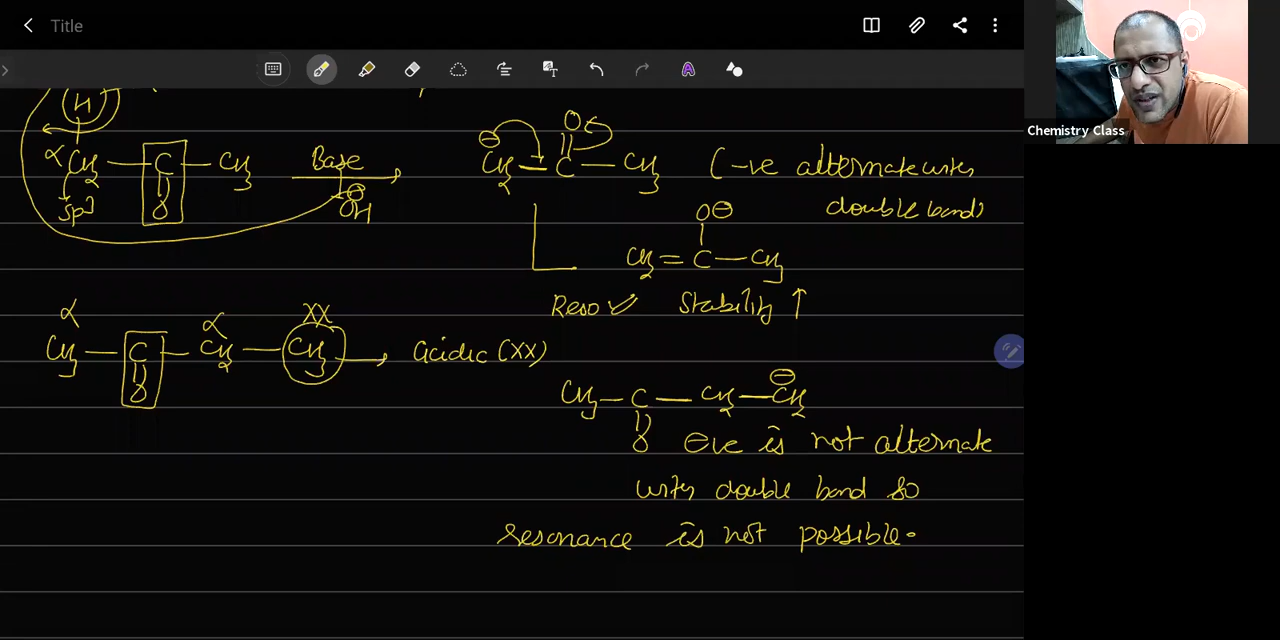 Title
Chemistry Class
H
α CH2 — C — CH3 Base CH2 — C — CH3 (-ve alternate with
sp3 O OH ⊖ ⊖ O double bond)
O⊖
CH2 = C — CH3
Reso ✓ Stability ↑
α α XX
CH3 — C — CH2 — CH3 → acidic (XX)
O
⊖
CH3 — C — CH2 — CH2
O ⊖ve is not alternate
with double bond so
resonance is not possible.